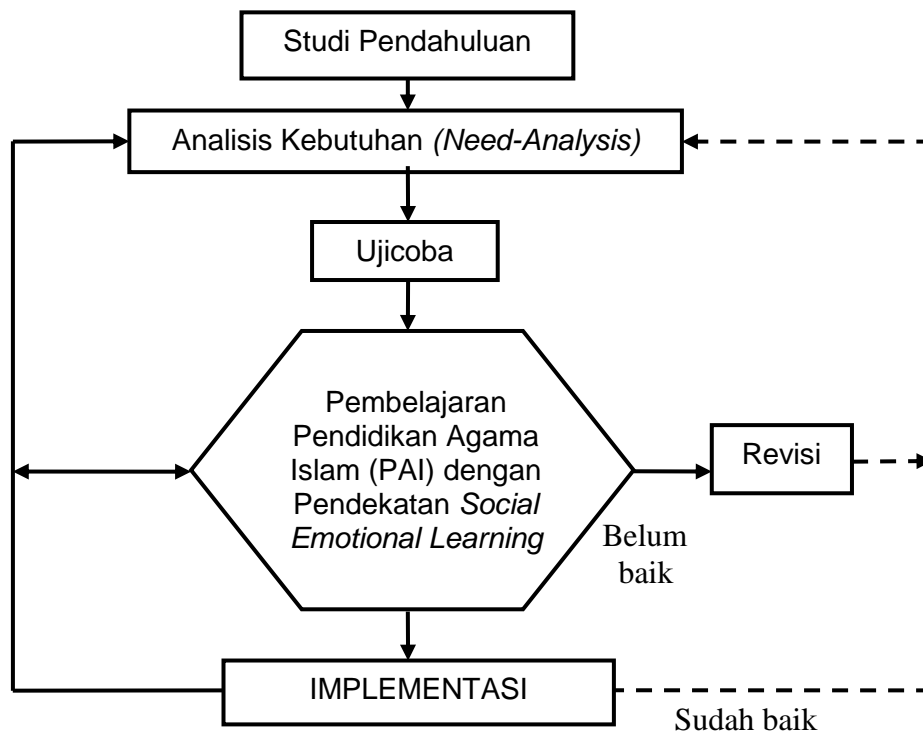 Studi Pendahuluan
Analisis Kebutuhan (Need-Analysis)
Ujicoba
Pembelajaran
Pendidikan Agama
Islam (PAI) dengan
Pendekatan Social
Emotional Learning
Revisi
Belum
baik
IMPLEMENTASI
Sudah baik